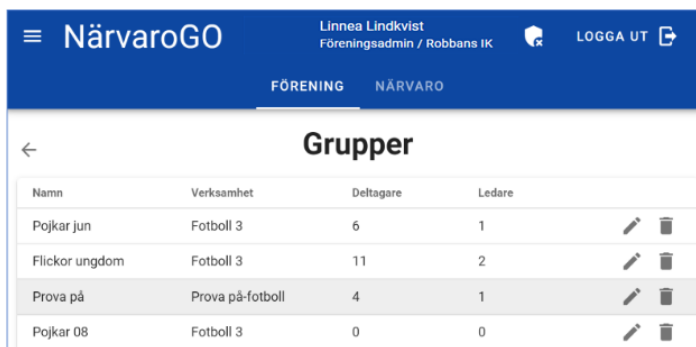 NärvaroGO
Linnea Lindkvist
Föreningsadmin / Robbans IK
LOGGA UT
FÖRENING NÄRVARO
Grupper
Namn Verksamhet Deltagare Ledare
Pojkar jun Fotboll 3 6 1
Flickor ungdom Fotboll 3 11 2
Prova på Prova på-fotboll 4 1
Pojkar 08 Fotboll 3 0 0